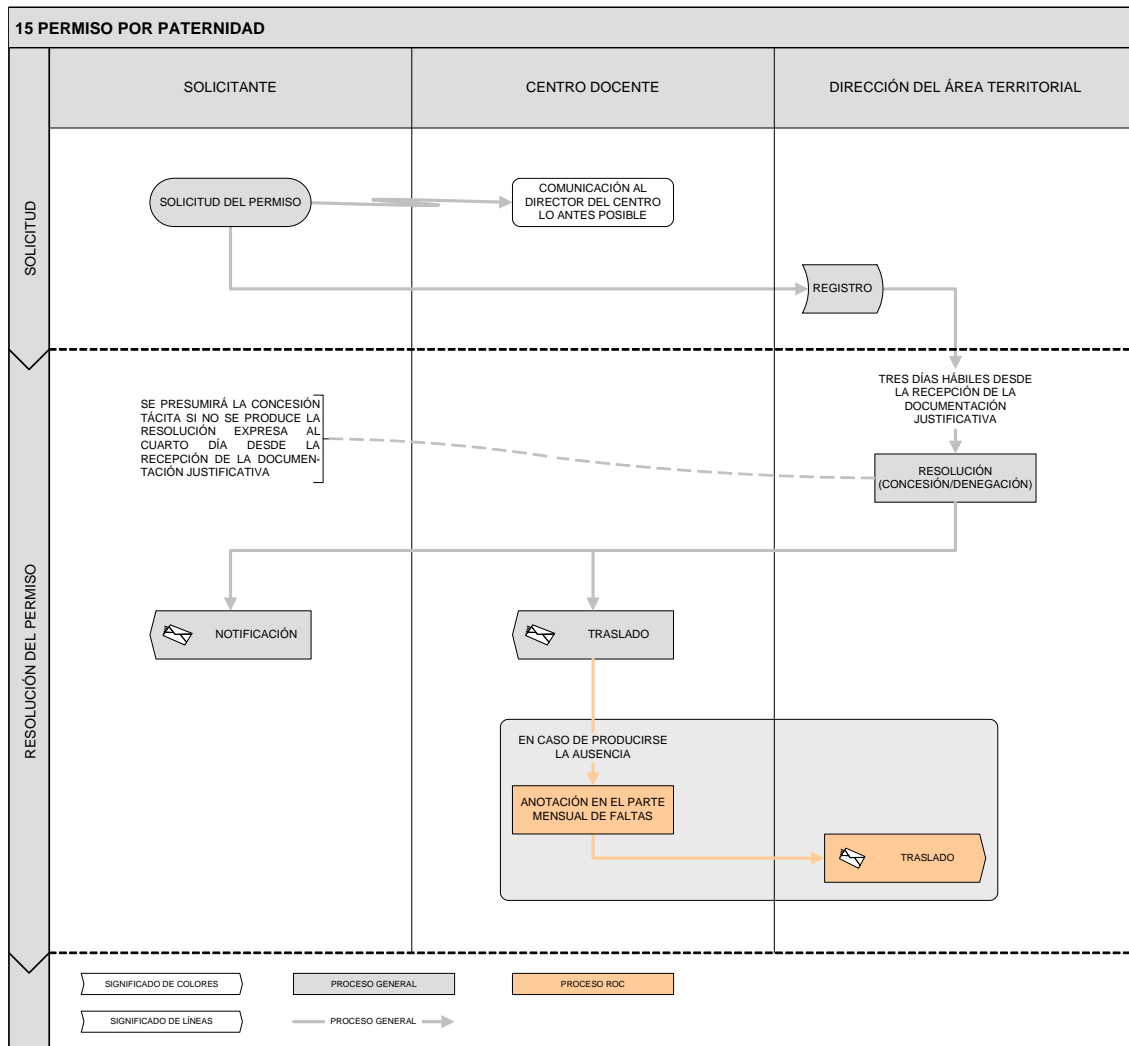 15 PERMISO POR PATERNIDAD
SOLICITANTE
CENTRO DOCENTE
DIRECCIÓN DEL ÁREA TERRITORIAL
SOLICITUD
SOLICITUD DEL PERMISO
COMUNICACIÓN AL
DIRECTOR DEL CENTRO
LO ANTES POSIBLE
REGISTRO
RESOLUCIÓN DEL PERMISO
TRES DÍAS HÁBILES DESDE
LA RECEPCIÓN DE LA
DOCUMENTACIÓN
JUSTIFICATIVA
SE PRESUMIRÁ LA CONCESIÓN
TÁCITA SI NO SE PRODUCE LA
RESOLUCIÓN EXPRESA AL
CUARTO DÍA DESDE LA
RECEPCIÓN DE LA DOCUMEN-
TACIÓN JUSTIFICATIVA
RESOLUCIÓN
(CONCESIÓN/DENEGACIÓN)
NOTIFICACIÓN
TRASLADO
EN CASO DE PRODUCIRSE
LA AUSENCIA
ANOTACIÓN EN EL PARTE
MENSUAL DE FALTAS
TRASLADO
SIGNIFICADO DE COLORES
PROCESO GENERAL
PROCESO ROC
SIGNIFICADO DE LÍNEAS
PROCESO GENERAL